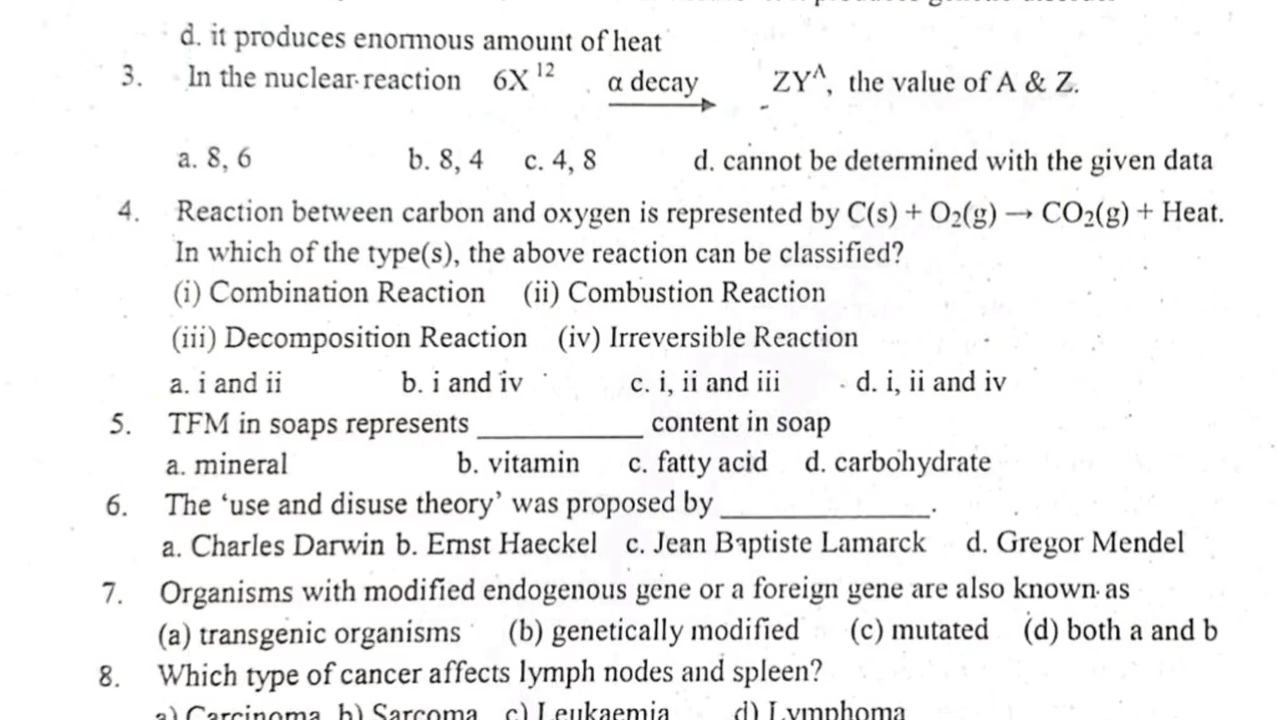 d. it produces enormous amount of heat
3. In the nuclear reaction 6X¹² α decay ZYᴬ, the value of A & Z.
a. 8, 6 b. 8, 4 c. 4, 8 d. cannot be determined with the given data
4. Reaction between carbon and oxygen is represented by C(s) + O₂(g) → CO₂(g) + Heat.
In which of the type(s), the above reaction can be classified?
(i) Combination Reaction (ii) Combustion Reaction
(iii) Decomposition Reaction (iv) Irreversible Reaction
a. i and ii b. i and iv c. i, ii and iii d. i, ii and iv
5. TFM in soaps represents ____________ content in soap
a. mineral b. vitamin c. fatty acid d. carbohydrate
6. The ‘use and disuse theory’ was proposed by ______________.
a. Charles Darwin b. Ernst Haeckel c. Jean Baptiste Lamarck d. Gregor Mendel
7. Organisms with modified endogenous gene or a foreign gene are also known as
(a) transgenic organisms (b) genetically modified (c) mutated (d) both a and b
8. Which type of cancer affects lymph nodes and spleen?
a) Carcinoma b) Sarcoma c) Leukaemia d) Lymphoma